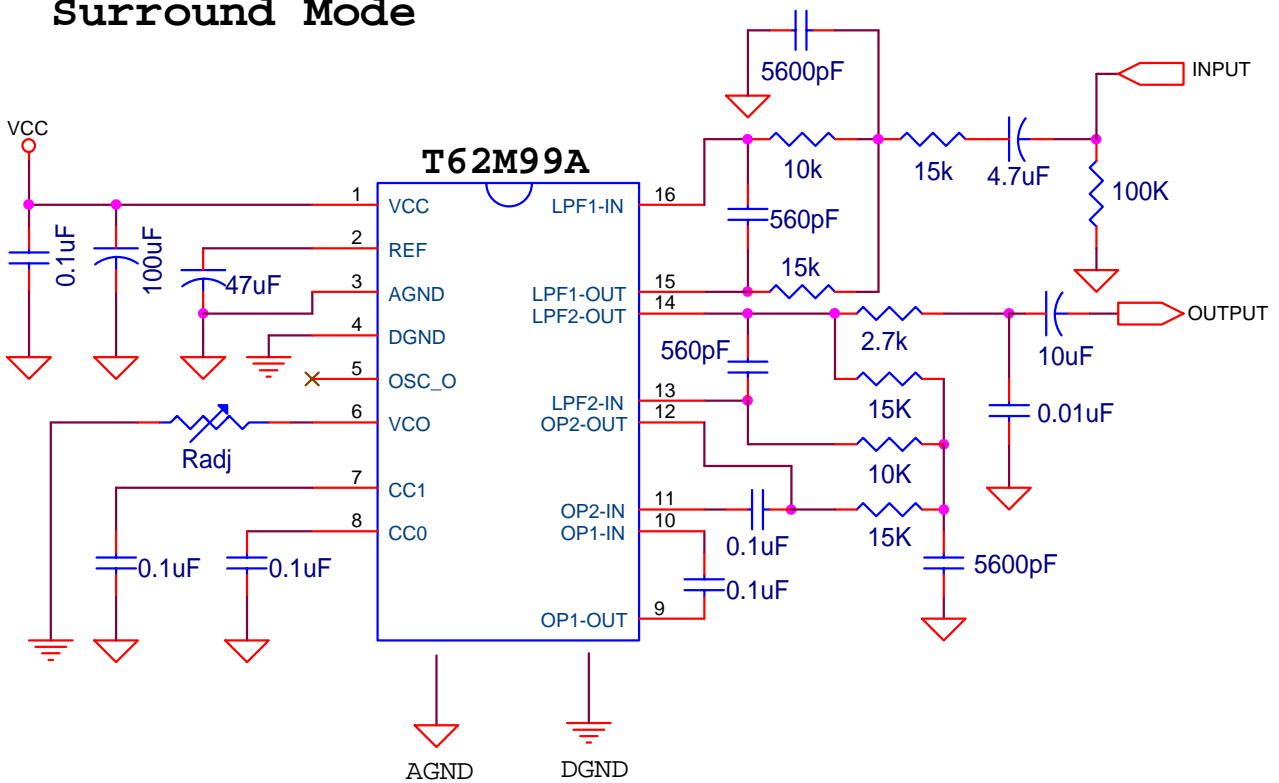 Surround Mode
5600pF
INPUT
VCC
T62M99A
10k
15k
4.7uF
100K
1
VCC
LPF1-IN
16
0.1uF
100uF
2
REF
560pF
47uF
3
AGND
15k
LPF1-OUT
15
LPF2-OUT
14
OUTPUT
4
DGND
2.7k
10uF
560pF
5
OSC_O
LPF2-IN
13
15K
0.01uF
6
VCO
OP2-OUT
12
Radj
10K
7
CC1
OP2-IN
11
8
CC0
OP1-IN
10
15K
0.1uF
0.1uF
0.1uF
0.1uF
5600pF
OP1-OUT
9
AGND
DGND